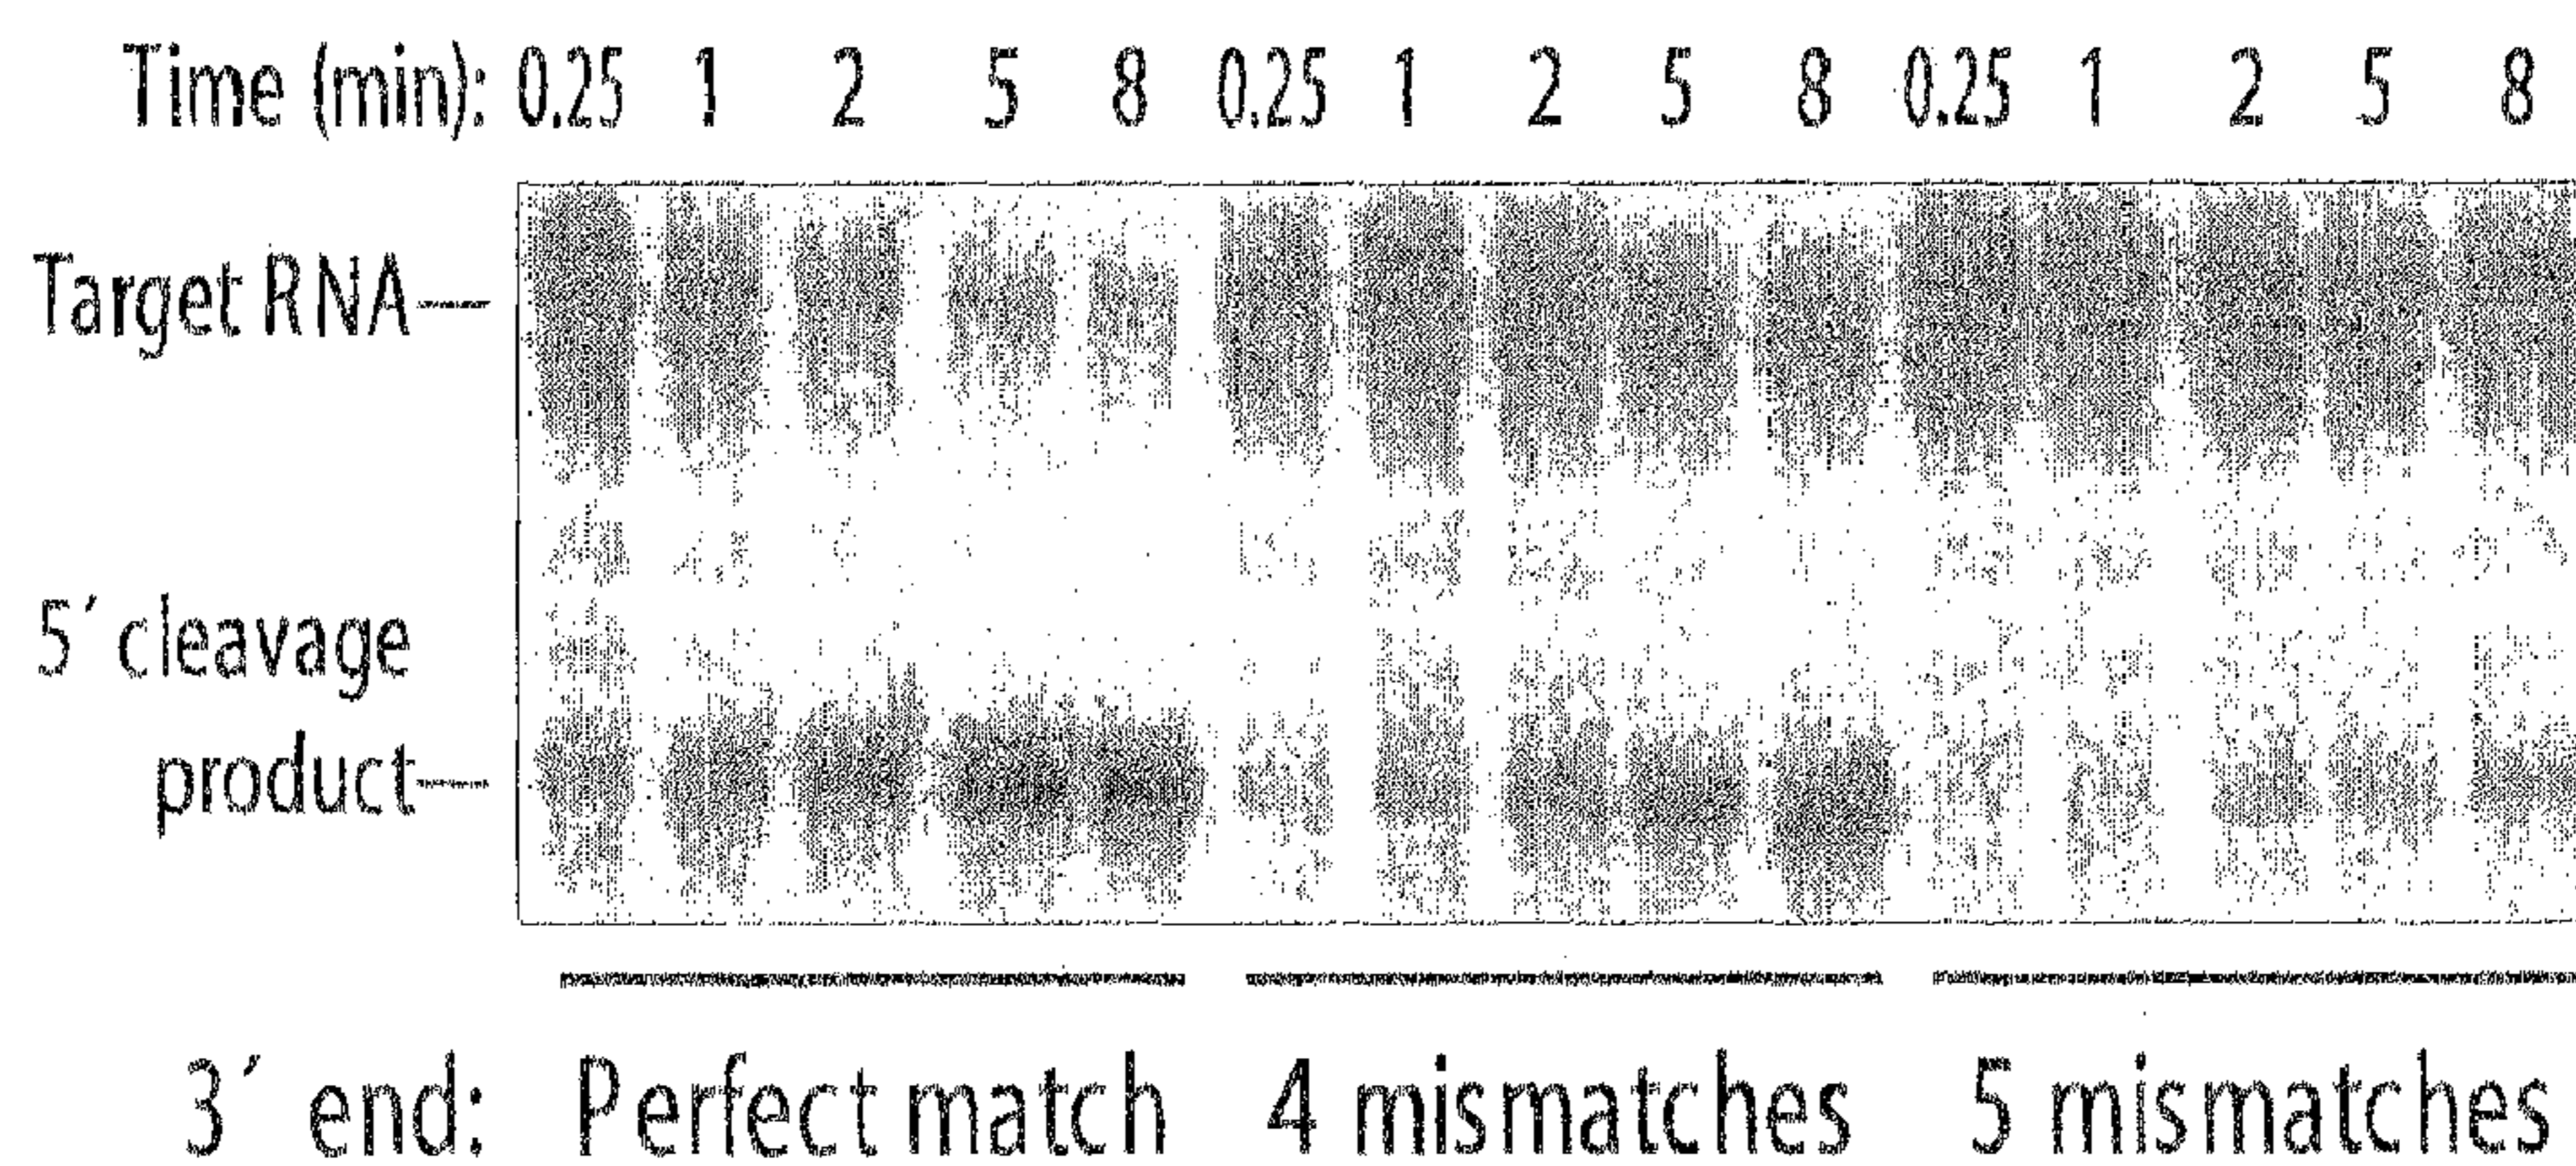 Time (min): 0.25 1 2 5 8 0.25 1 2 5 8 0.25 1 2 5 8
Target RNA
5´ cleavage
product
3´ end: Perfect match 4 mismatches 5 mismatches